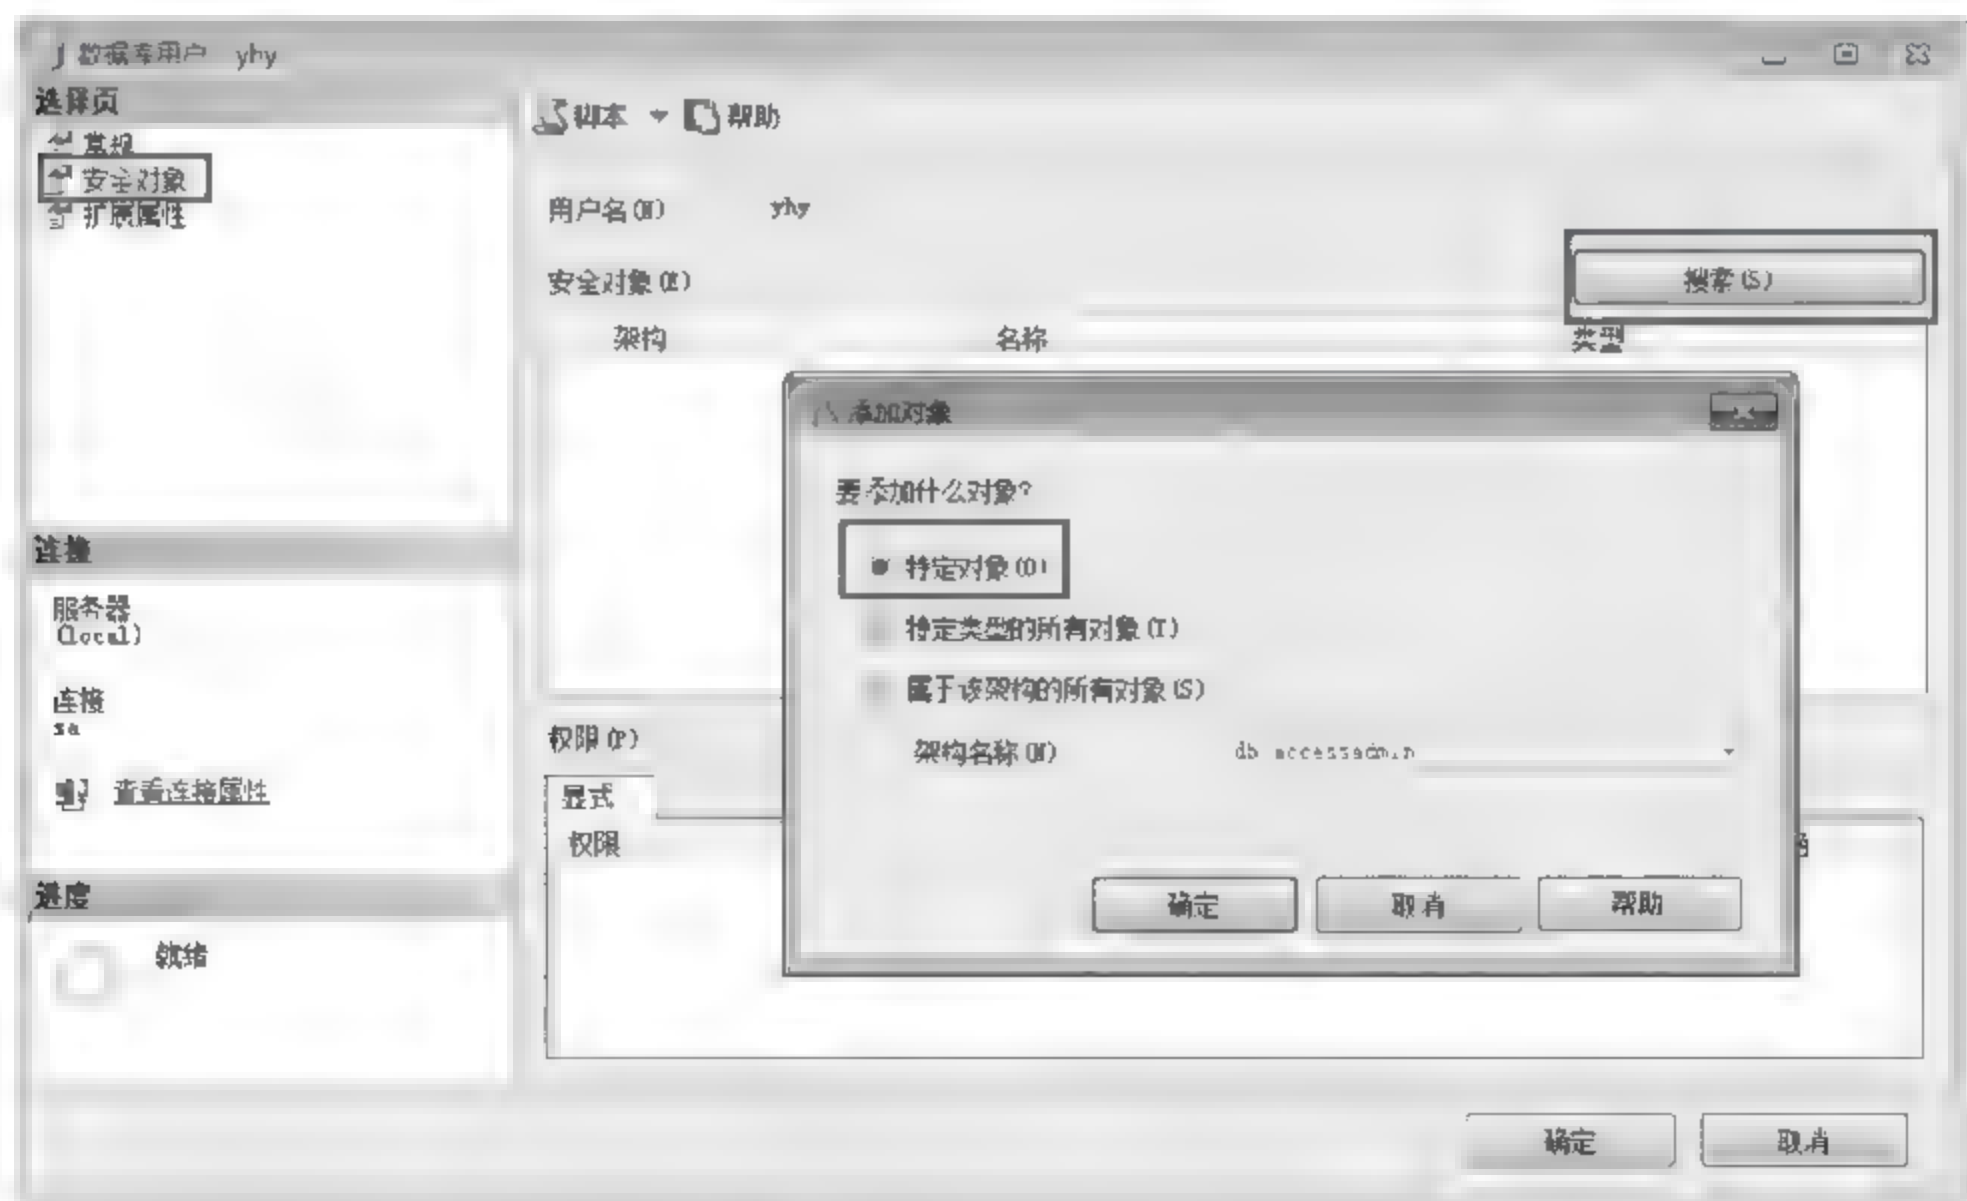 数据库用户 yhy
选择页
常规
安全对象
扩展属性
脚本 帮助
用户名(N) yhy
安全对象(E)
搜索(S)
架构 名称 类型
添加对象
要添加什么对象?
特定对象(O)
特定类型的所有对象(T)
属于该架构的所有对象(S)
架构名称(N) db accessadmin
确定 取消 帮助
连接
服务器
(local)
连接
sa
查看连接属性
进度
就绪
权限(P)
显式
权限
确定 取消